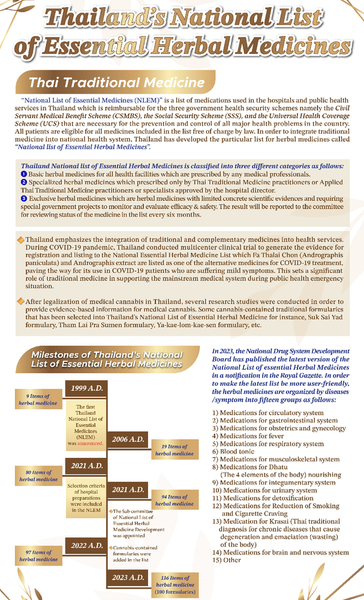 Thailand's National List
of Essential Herbal Medicines
Thai Traditional Medicine
"National List of Essential Medicines (NLEM)" is a list of medications used in the hospitals and public health
services in Thailand which is reimbursable for the three government health security schemes namely the Civil
Servant Medical Benefit Scheme (CSMBS), the Social Security Scheme (SSS), and the Universal Health Coverage
Scheme (UCS) that are necessary for the prevention and control of all major health problems in the country.
All patients are eligible for all medicines included in the list free of charge by law. In order to integrate traditional
medicine into national health system, Thailand has developed the particular list for herbal medicines called
"National list of Essential Herbal Medicines".
Thailand national list of Essential Herbal Medicines is classified into three different categories as follows:
1 Basic herbal medicines for all health facilities which are prescribed by any medical professionals.
2 Specialized herbal medicines which prescribed only by Thai Traditional Medicine practitioners or Applied
Thai Traditional Medicine practitioners or specialists approved by the hospital director.
3 Exclusive herbal medicines which are herbal medicines with limited concrete scientific evidences and requiring
special government projects to monitor and evaluate efficacy & safety. The result will be reported to the committee
for reviewing status of the medicine in the list every six months.
Thailand emphasizes the integration of traditional and complementary medicines into health services.
During COVID-19 pandemic, Thailand conducted multicenter clinical trial to generate the evidence for
registration and listing to the National Essential Herbal Medicine List which Fa Thalai Chon (Andrographis
paniculata) and Andrographis extract are listed as one of the alternative medicines for COVID-19 treatment,
paving the way for its use in COVID-19 patients who are suffering mild symptoms. This sets a significant
role of traditional medicine in supporting the mainstream medical system during public health emergency
situation.
After legalization of medical cannabis in Thailand, several research studies were conducted in order to
provide evidence-based information for medical cannabis. Some cannabis contained traditional formularies
that has been selected into Thailand's National List of Essential Herbal Medicine for instance, Suk Sai Yad
formulary, Tham Lai Pra Sumen formulary, Ya-kae-lom-kae-sen formulary, etc.
Milestones of Thailand's National
List of Essential Herbal Medicines
1999 A.D.
9 Items of
herbal medicine
The first
Thailand
National List of
Essential
Medicines
(NLEM)
was announced
2006 A.D.
19 Items of
herbal medicine
2021 A.D.
80 Items of
herbal medicine
Selection criteria
of hospital
preparations
were included
in the NLEM
2021 A.D.
94 Items of
herbal medicine
The Sub committee
of National List of
Essential Herbal
Medicine Development
was appointed
Cannabis contained
formularies were
added in the list
2022 A.D.
97 Items of
herbal medicine
2023 A.D.
116 Items of
herbal medicine
(100 formularies)
In 2023, the National Drug System Development
Board has published the latest version of the
National List of essential Herbal Medicines
in a notification in the Royal Gazette. In order
to make the latest list be more user-friendly,
the herbal medicines are organized by diseases
/symptom into fifteen groups as follows:
1) Medications for circulatory system
2) Medications for gastrointestinal system
3) Medications for obstetrics and gynecology
4) Medications for fever
5) Medications for respiratory system
6) Blood tonic
7) Medications for musculoskeletal system
8) Medications for Dhatu
(The 4 elements of the body) nourishing
9) Medications for integumentary system
10) Medications for urinary system
11) Medications for detoxification
12) Medications for Reduction of Smoking
and Cigarette Craving
13) Medication for Krasai (Thai traditional
diagnosis for chronic diseases that cause
degeneration and emaciation (wasting)
of the body)
14) Medications for brain and nervous system
15) Other